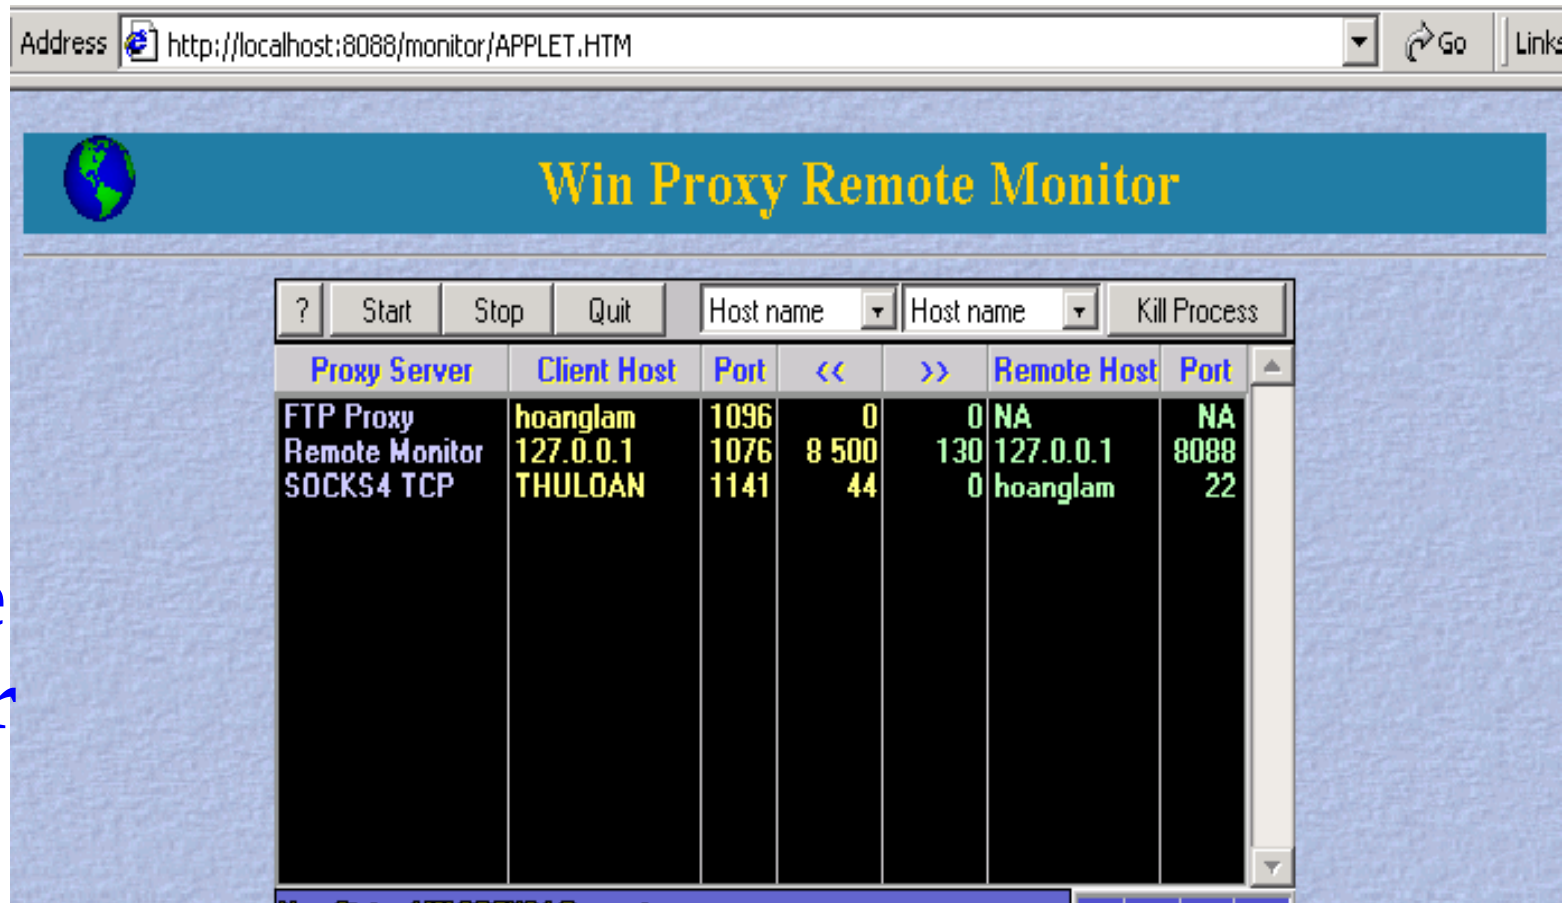 Address http://localhost:8088/monitor/APPLET.HTM Go Links
Win Proxy Remote Monitor
? Start Stop Quit Host name Host name Kill Process
Proxy Server Client Host Port << >> Remote Host Port
FTP Proxy hoanglam 1096 0 0 NA NA
Remote Monitor 127.0.0.1 1076 8 500 130 127.0.0.1 8088
SOCKS4 TCP THULOAN 1141 44 0 hoanglam 22
e
r